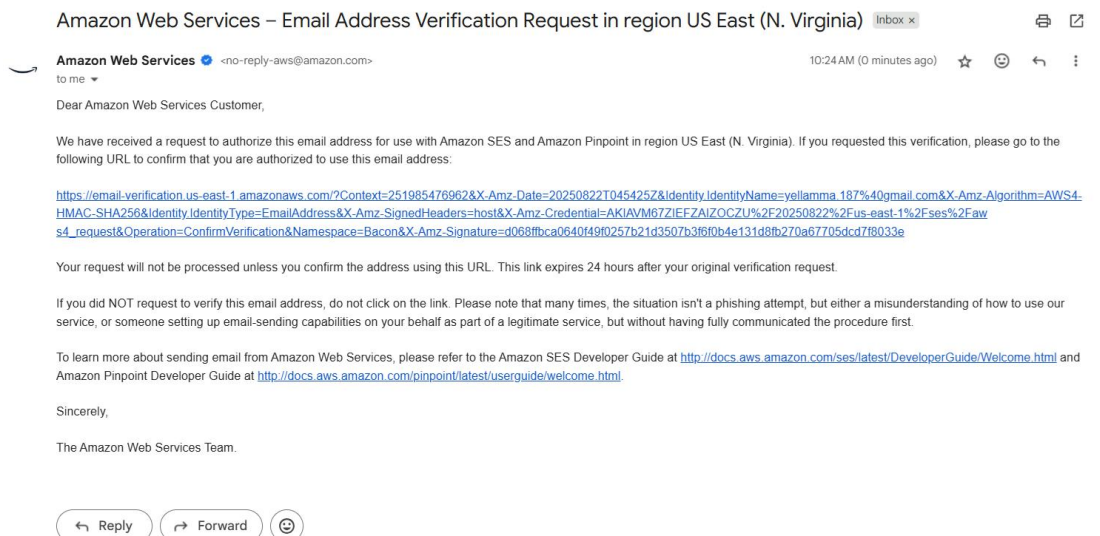 Amazon Web Services – Email Address Verification Request in region US East (N. Virginia) Inbox ×
Amazon Web Services <no-reply-aws@amazon.com> 10:24 AM (0 minutes ago)
to me
Dear Amazon Web Services Customer,
We have received a request to authorize this email address for use with Amazon SES and Amazon Pinpoint in region US East (N. Virginia). If you requested this verification, please go to the
following URL to confirm that you are authorized to use this email address:
https://email-verification.us-east-1.amazonaws.com/?Context=251985476962&X-Amz-Date=20250822T045425Z&Identity.IdentityName=yellamma.187%40gmail.com&X-Amz-Algorithm=AWS4-
HMAC-SHA256&Identity.IdentityType=EmailAddress&X-Amz-SignedHeaders=host&X-Amz-Credential=AKIAVM67ZIEFZAIZOCZU%2F20250822%2Fus-east-1%2Fses%2Faw
s4_request&Operation=ConfirmVerification&Namespace=Bacon&X-Amz-Signature=d068ffbca0640f49f0257b21d3507b3f6f0b4e131d8fb270a67705dcd7f8033e
Your request will not be processed unless you confirm the address using this URL. This link expires 24 hours after your original verification request.
If you did NOT request to verify this email address, do not click on the link. Please note that many times, the situation isn't a phishing attempt, but either a misunderstanding of how to use our
service, or someone setting up email-sending capabilities on your behalf as part of a legitimate service, but without having fully communicated the procedure first.
To learn more about sending email from Amazon Web Services, please refer to the Amazon SES Developer Guide at http://docs.aws.amazon.com/ses/latest/DeveloperGuide/Welcome.html and
Amazon Pinpoint Developer Guide at http://docs.aws.amazon.com/pinpoint/latest/userguide/welcome.html.
Sincerely,
The Amazon Web Services Team.
Reply Forward